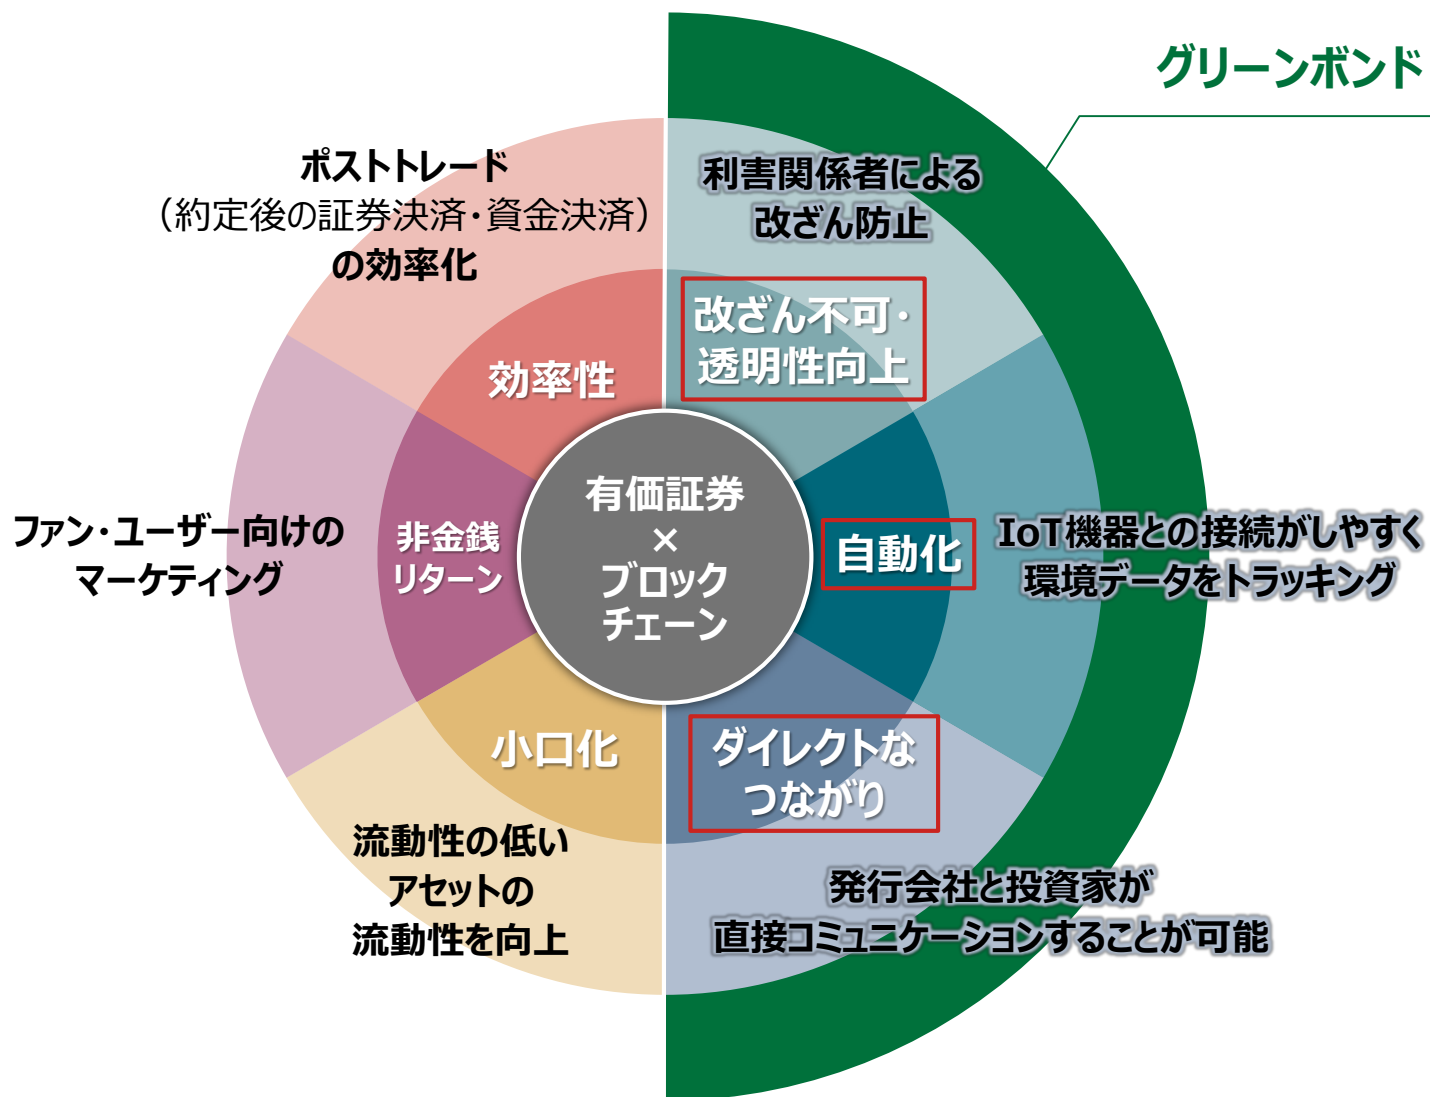 グリーンボンド
ポストトレード
（約定後の証券決済・資金決済）
の効率化
利害関係者による
改ざん防止
効率性
改ざん不可・
透明性向上
ファン・ユーザー向けの
マーケティング
非金銭
リターン
有価証券
×
ブロック
チェーン
自動化
IoT機器との接続がしやすく
環境データをトラッキング
小口化
ダイレクトな
つながり
流動性の低い
アセットの
流動性を向上
発行会社と投資家が
直接コミュニケーションすることが可能